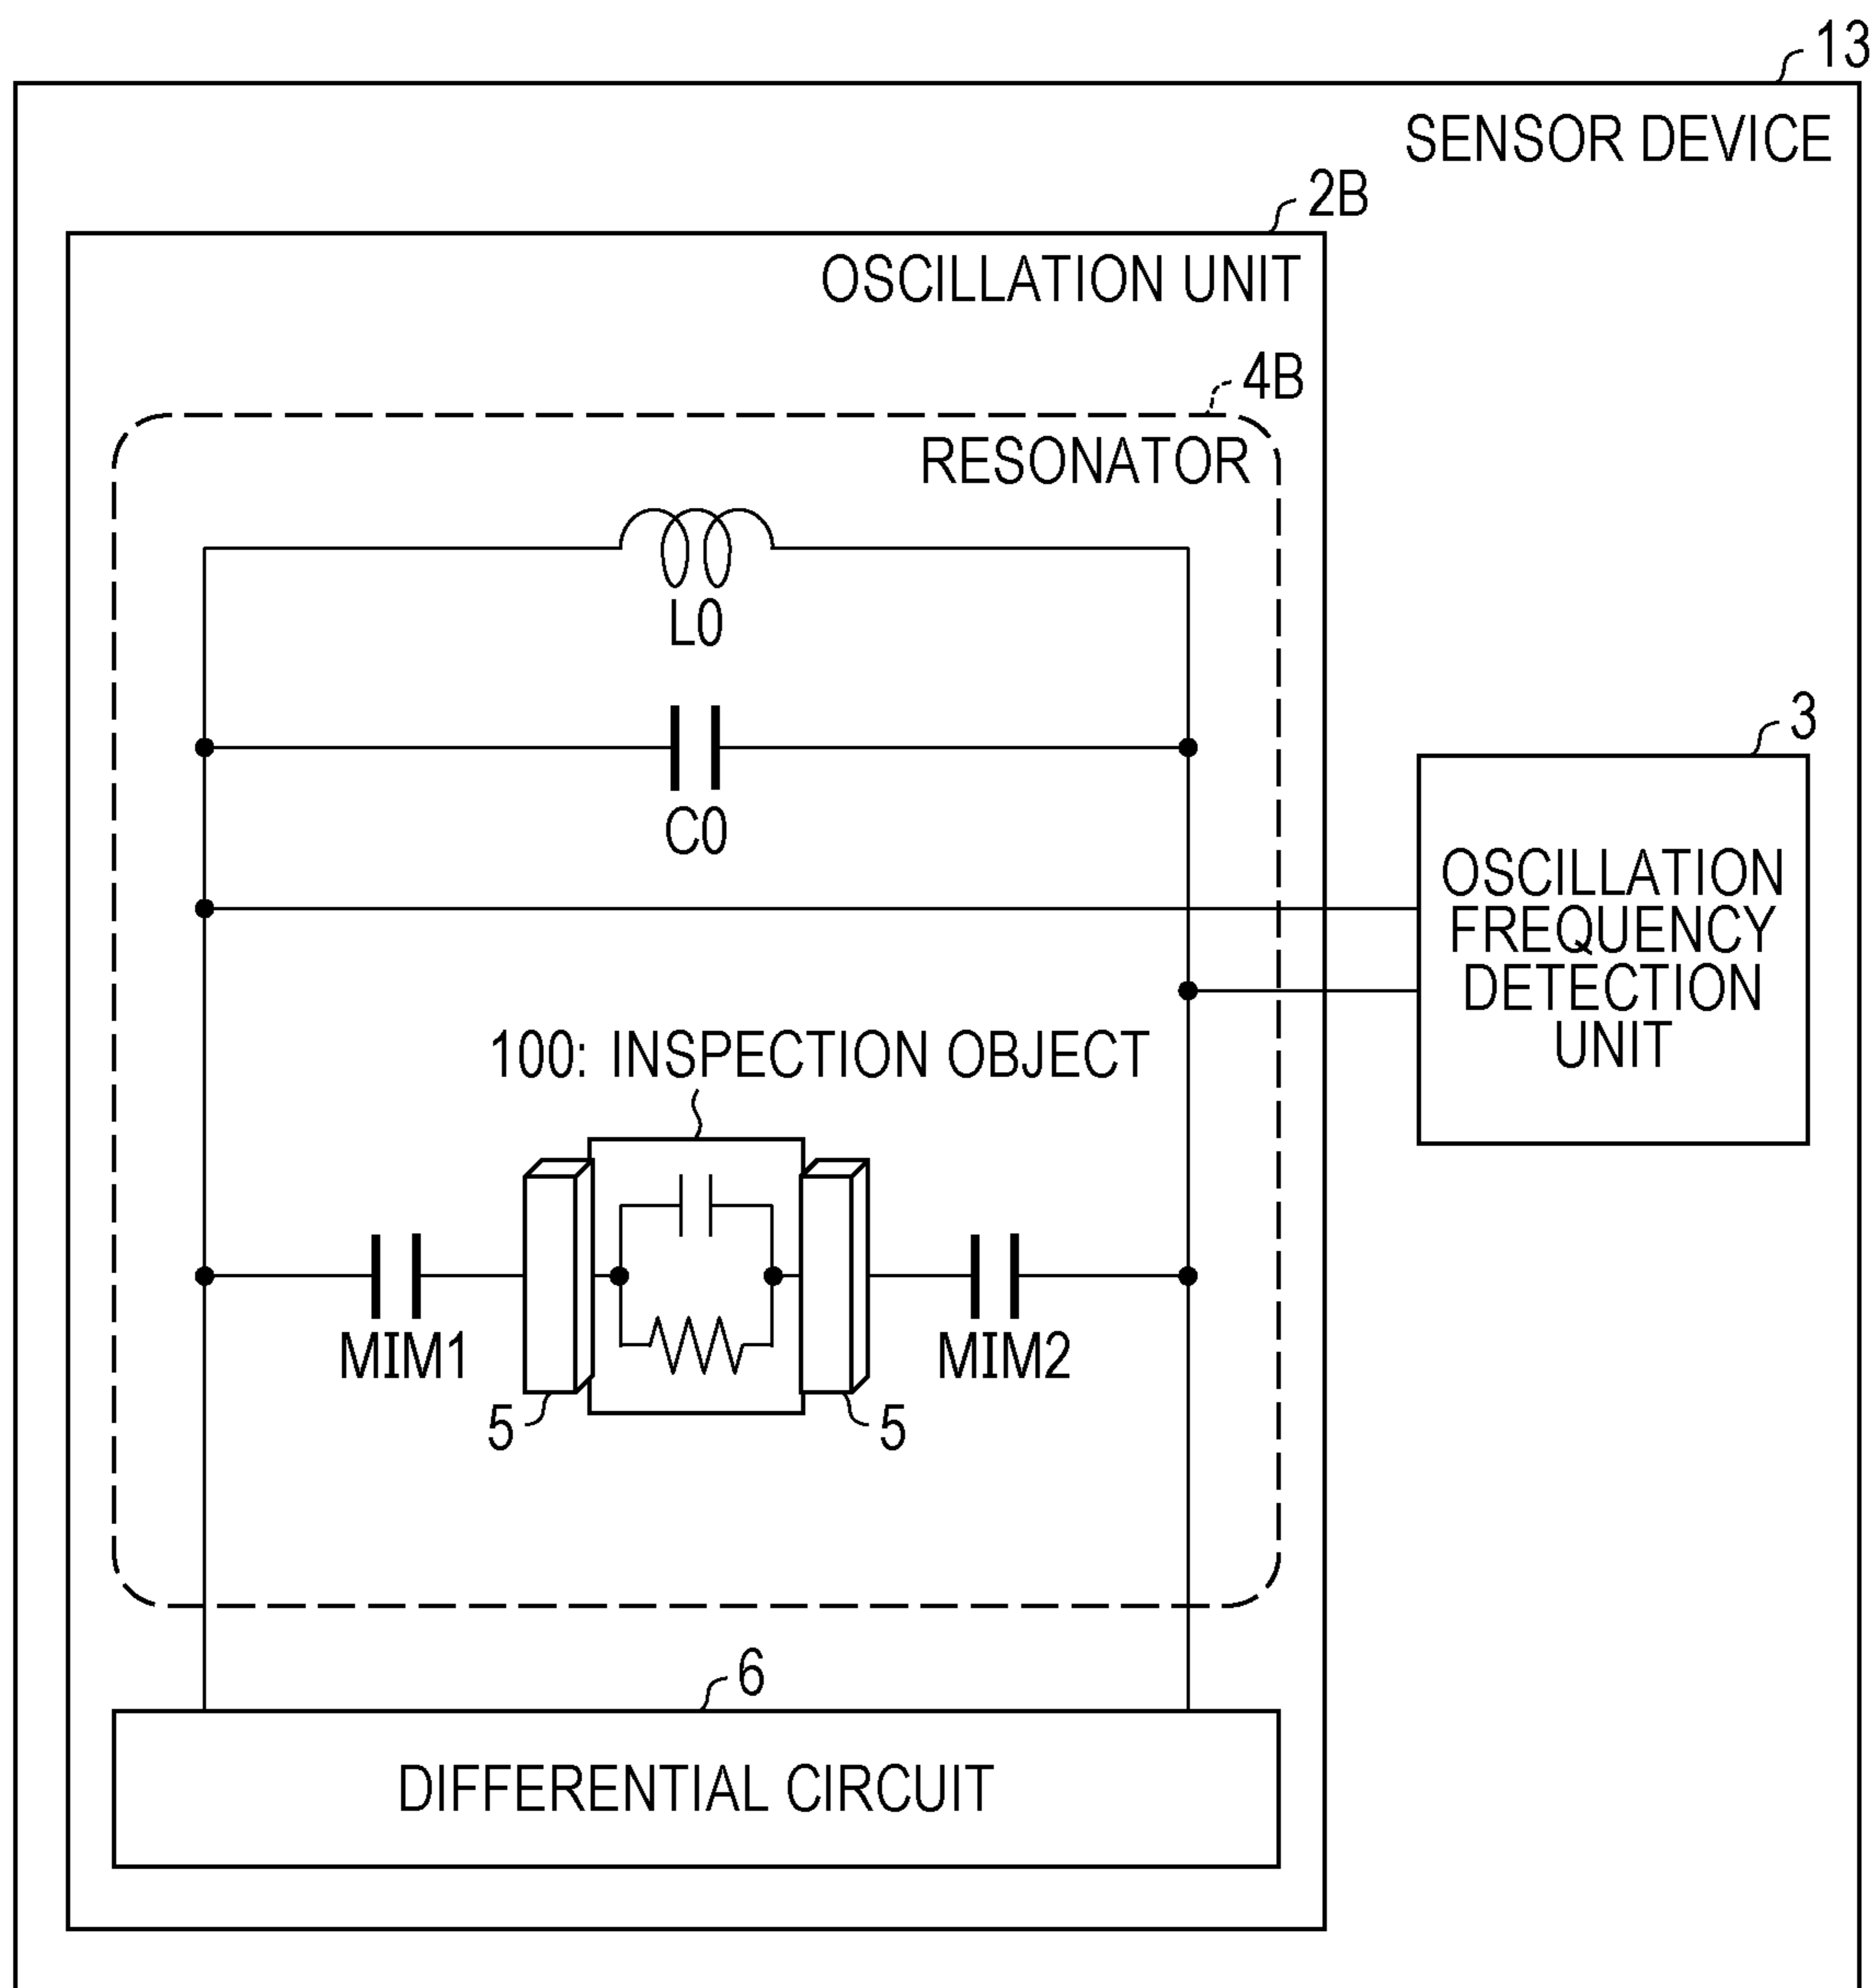 13
SENSOR DEVICE
2B
OSCILLATION UNIT
4B
RESONATOR
L0
C0
3
OSCILLATION
FREQUENCY
DETECTION
UNIT
100: INSPECTION OBJECT
MIM1
MIM2
5
5
6
DIFFERENTIAL CIRCUIT